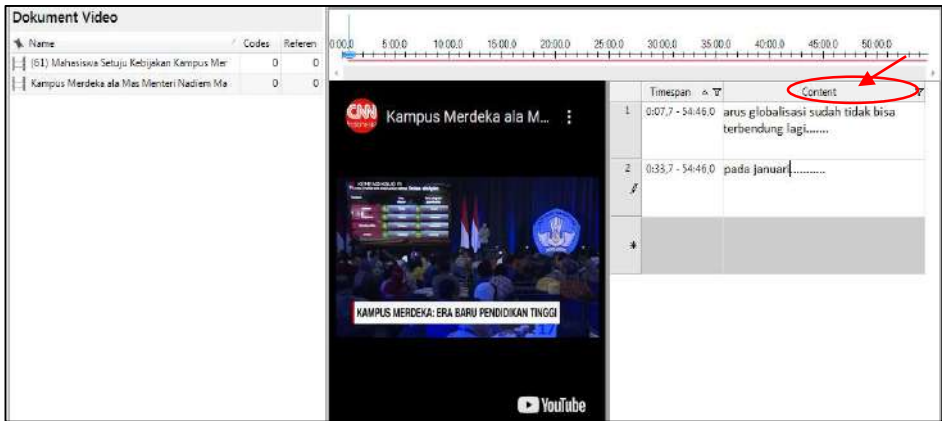 Dokument Video
Name Codes Referen
(61) Mahasiswa Setuju Kebijakan Kampus Mer 0 0
Kampus Merdeka ala Mas Menteri Nadiem Ma 0 0
0:00,0 5:00,0 10:00,0 15:00,0 20:00,0 25:00,0 30:00,0 35:00,0 40:00,0 45:00,0 50:00,0
CNN Indonesia
Kampus Merdeka ala M...
KAMPUS MERDEKA: ERA BARU PENDIDIKAN TINGGI
YouTube
Timespan Content
1 0:07,7 - 54:46,0 arus globalisasi sudah tidak bisa
terbendung lagi.......
2 0:33,7 - 54:46,0 pada januari..........